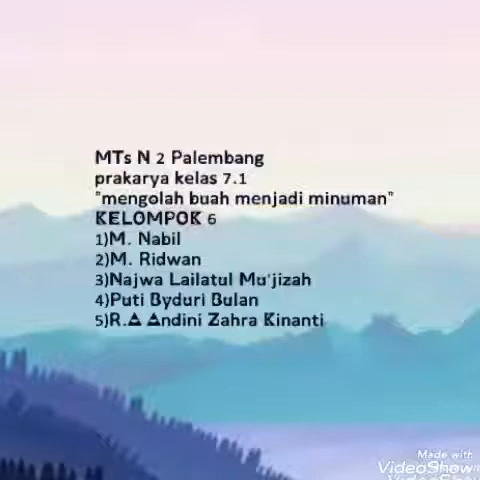 MTs N 2 Palembang
prakarya kelas 7.1
"mengolah buah menjadi minuman"
KELOMPOK 6
1)M. Nabil
2)M. Ridwan
3)Najwa Lailatul Mu'jizah
4)Puti Byduri Bulan
5)R.A Andini Zahra Kinanti
Made with
VideoShow